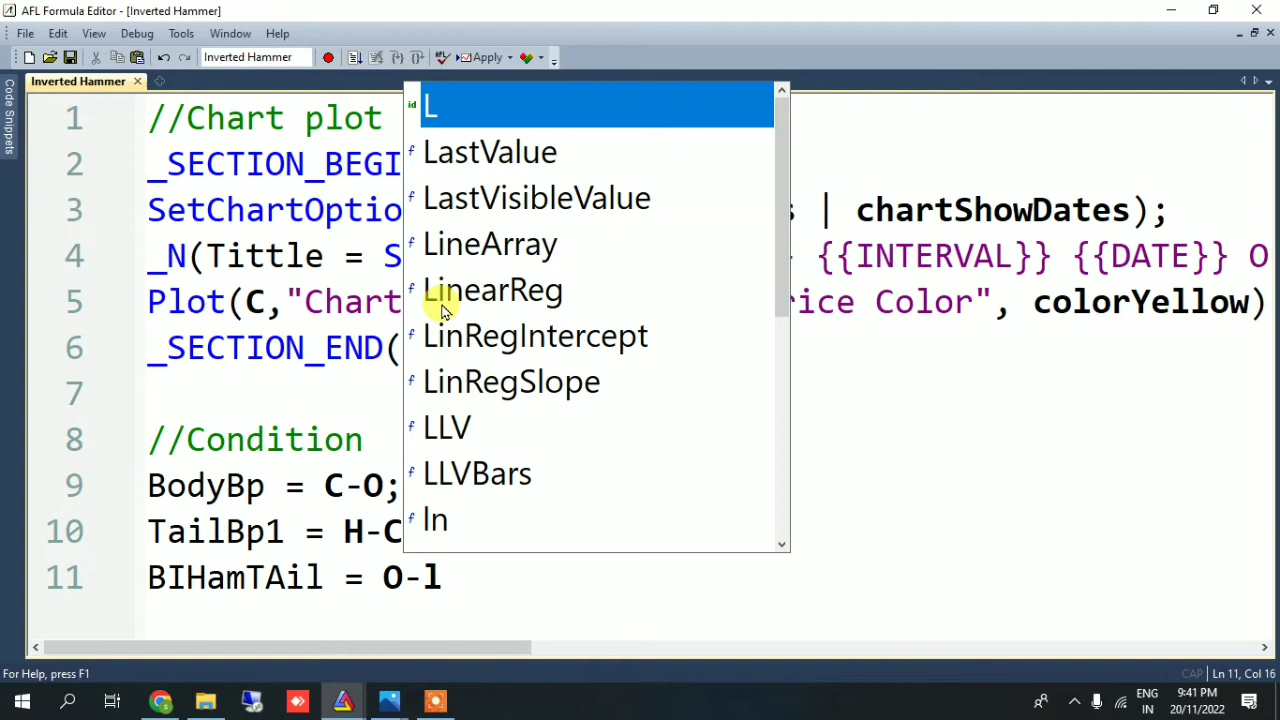 AFL Formula Editor - [Inverted Hammer]
File Edit View Debug Tools Window Help
Inverted Hammer Apply
Inverted Hammer
Code Snippets
1 //Chart plot
2 _SECTION_BEGI
3 SetChartOptio s | chartShowDates);
4 _N(Tittle = S {{INTERVAL}} {{DATE}} O
5 Plot(C,"Chart rice Color", colorYellow)
6 _SECTION_END(
7
8 //Condition
9 BodyBp = C-O;
10 TailBp1 = H-C
11 BIHamTAil = O-l
L
LastValue
LastVisibleValue
LineArray
LinearReg
LinRegIntercept
LinRegSlope
LLV
LLVBars
ln
For Help, press F1
CAP Ln 11, Col 16
ENG
IN
9:41 PM
20/11/2022